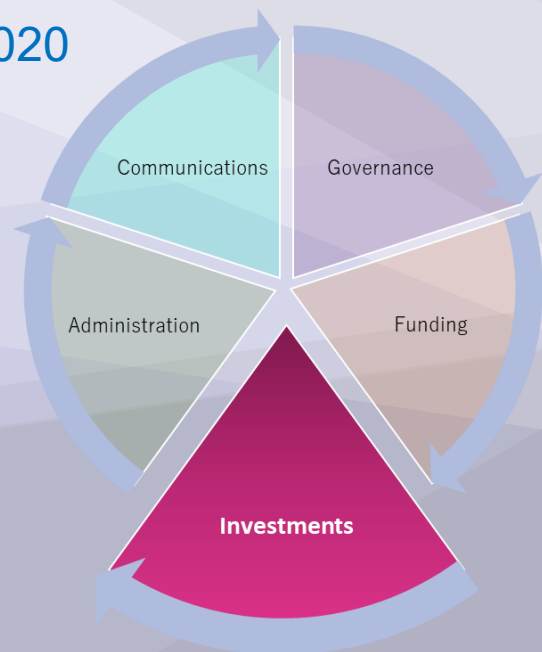 020
Communications
Governance
Administration
Funding
Investments